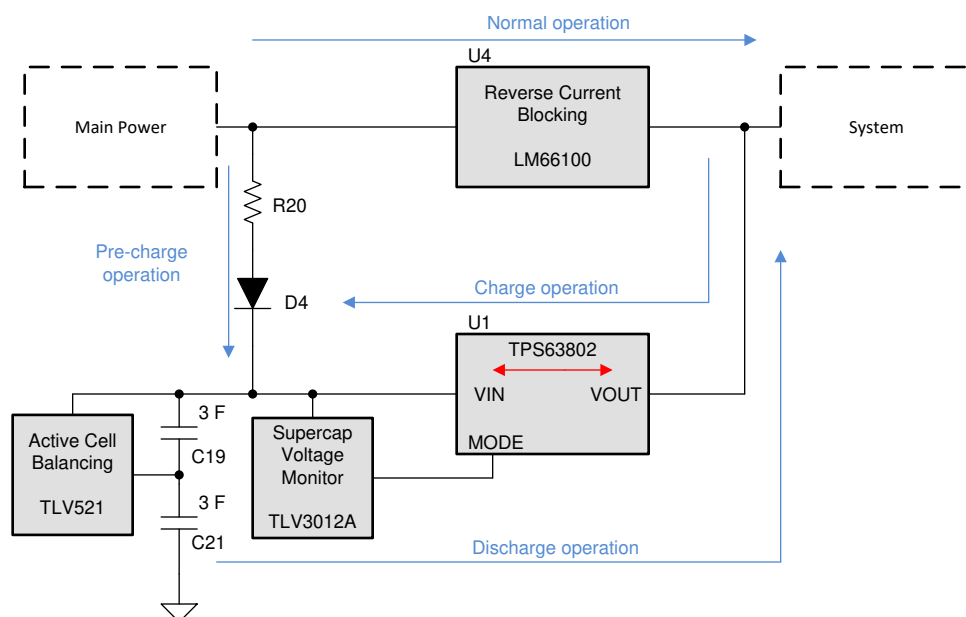 Normal operation
U4
Main Power
Reverse Current
Blocking
LM66100
System
R20
Pre-charge
operation
D4
Charge operation
U1
TPS63802
VIN
VOUT
MODE
3 F
C19
Active Cell
Balancing
TLV521
Supercap
Voltage
Monitor
TLV3012A
3 F
C21
Discharge operation